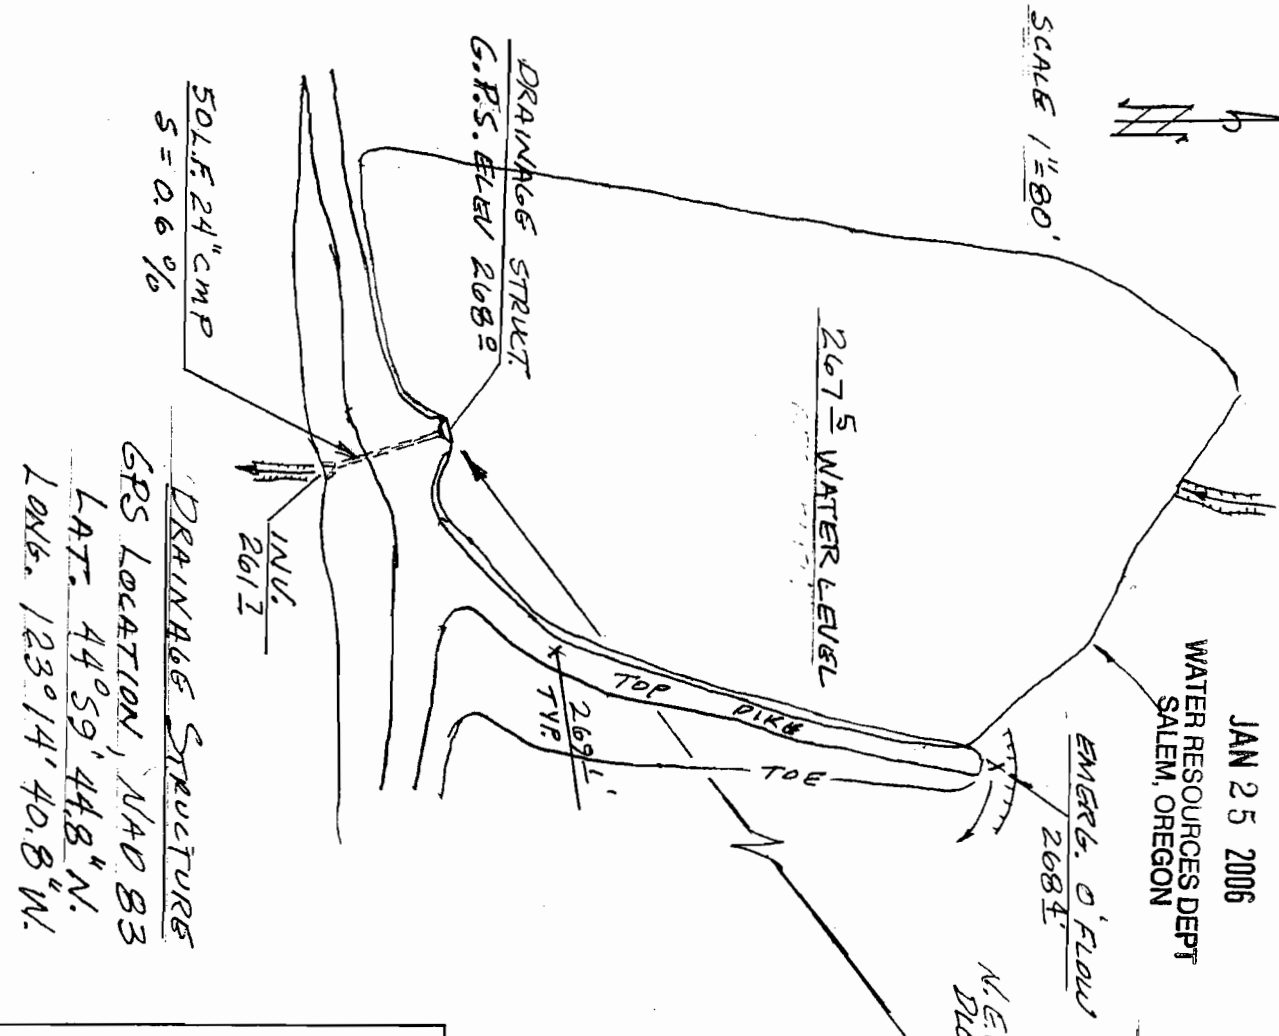 SCALE 1"=80'
JAN 25 2006
WATER RESOURCES DEPT
SALEM, OREGON
EMERG. O'FLOW
268 4'
N.E.
267 5 WATER LEVEL
DRAINAGE STRUCT.
G.P.S. ELEV 268 0
TOP DIKE
TOE
269 1'
TYP.
50 L.F. 24" CMP
S = 0.6 %
INV.
261 7
DRAINAGE STRUCTURE
GPS LOCATION, NAD 83
LAT. 44° 59' 44.8" N.
LONG. 123° 14' 40.8" W.